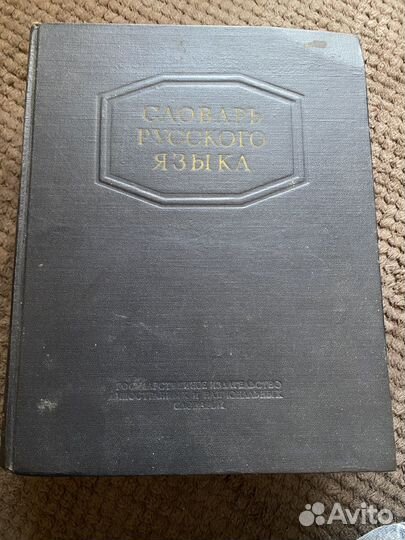 СЛОВАРЬ
РУССКОГО
ЯЗЫКА
ГОСУДАРСТВЕННОЕ ИЗДАТЕЛЬСТВО
ИНОСТРАННЫХ И НАЦИОНАЛЬНЫХ
СЛОВАРЕЙ
Avito